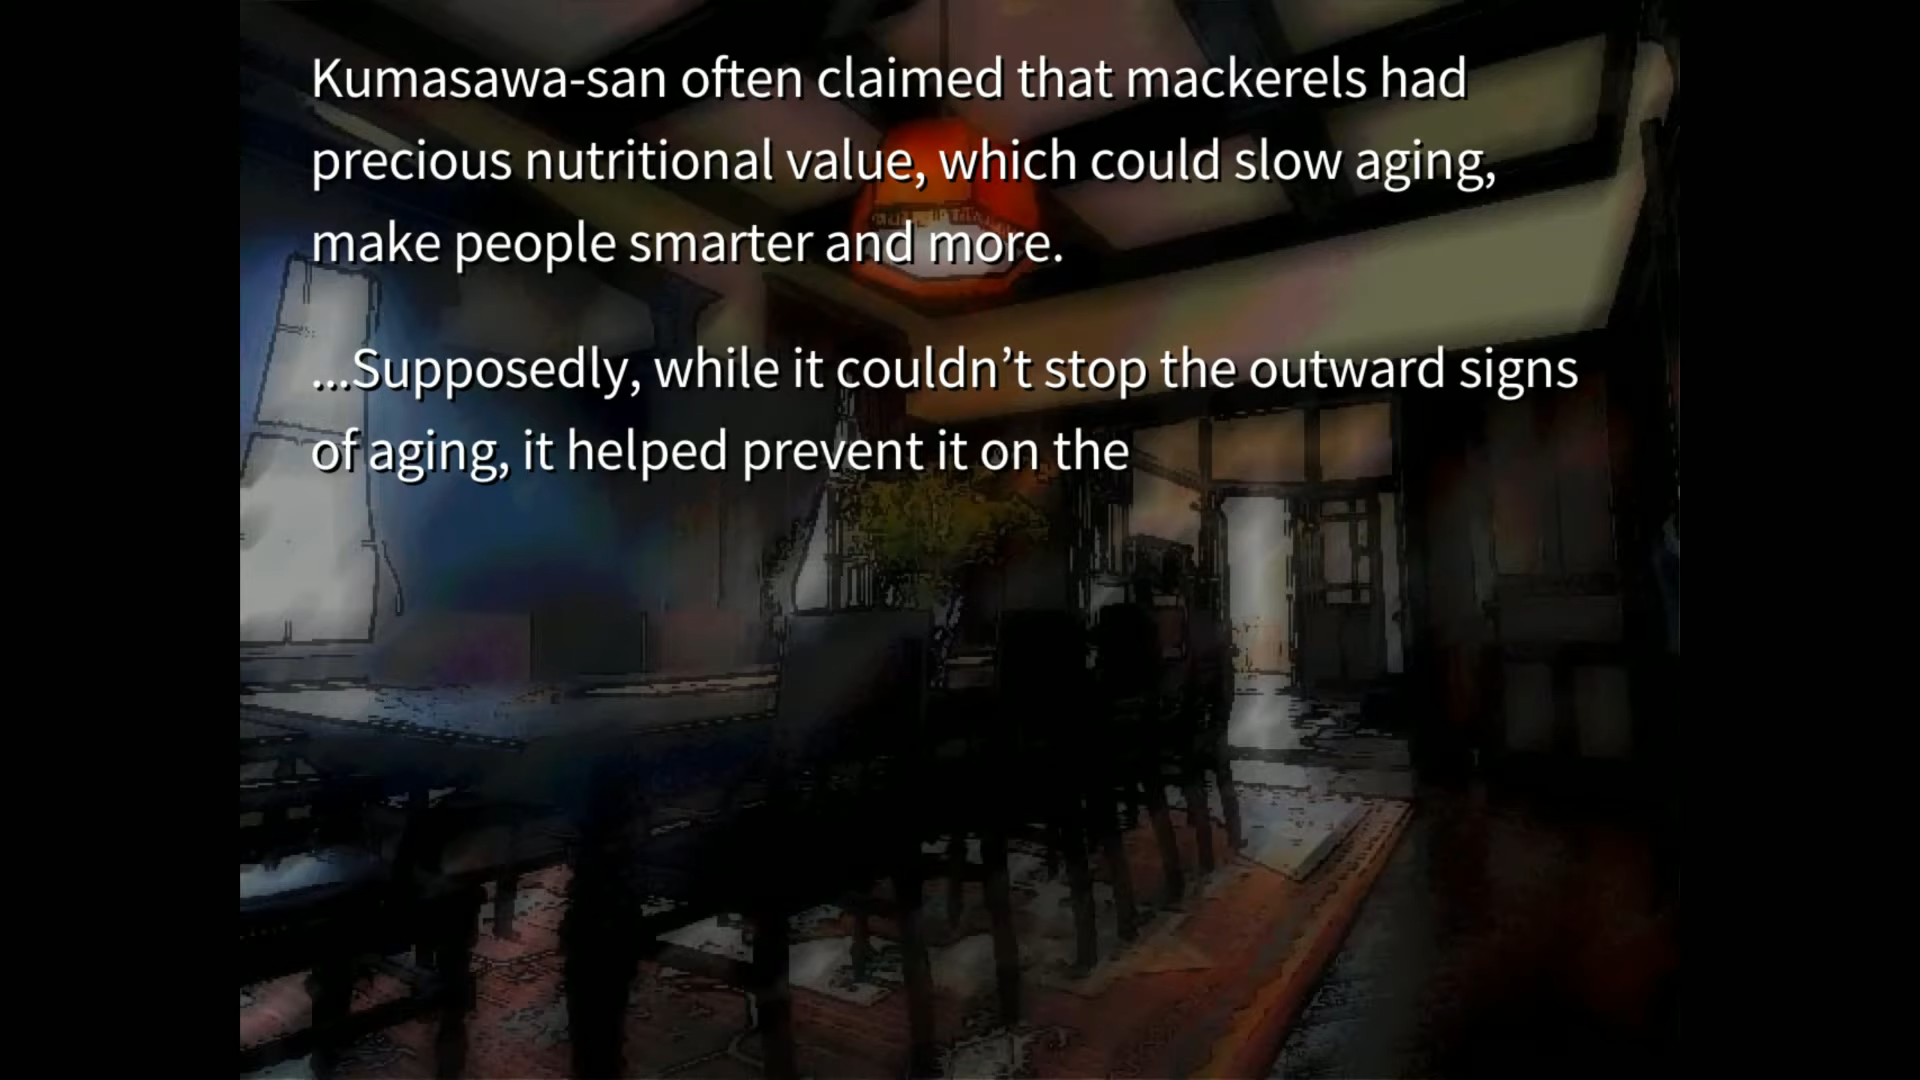 Kumasawa-san often claimed that mackerels had
precious nutritional value, which could slow aging,
make people smarter and more.
...Supposedly, while it couldn’t stop the outward signs
of aging, it helped prevent it on the